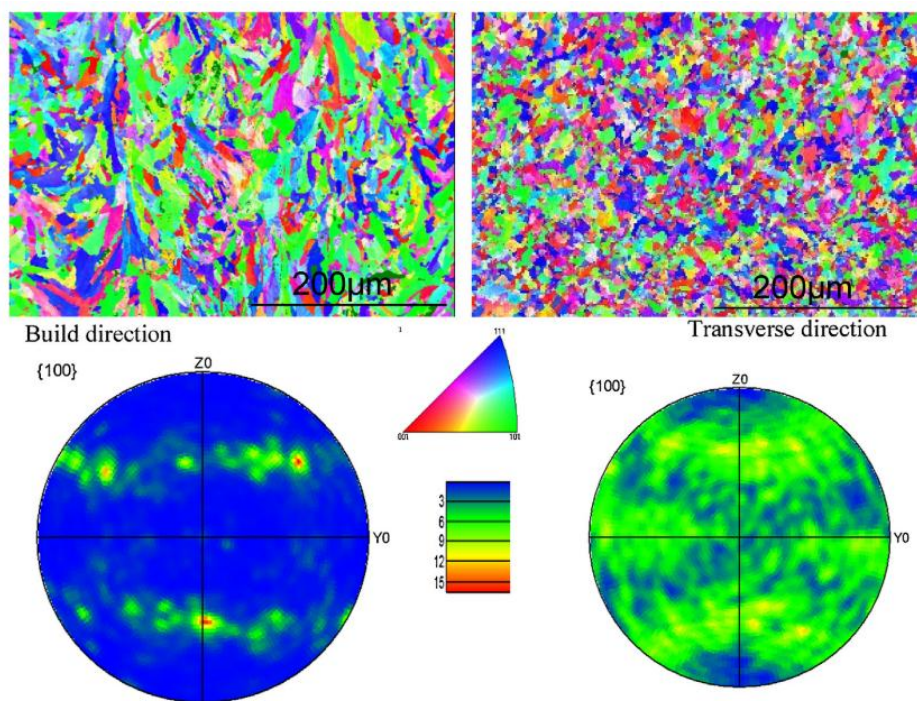 200µm
200µm
Build direction
Transverse direction
1
111
001
101
{100}
Z0
Y0
3
6
9
12
15
{100}
Z0
Y0